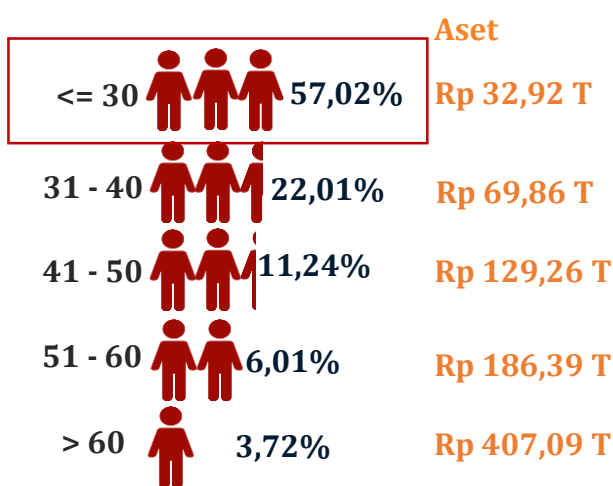 Aset
<= 30 57,02% Rp 32,92 T
31 - 40 22,01% Rp 69,86 T
41 - 50 11,24% Rp 129,26 T
51 - 60 6,01% Rp 186,39 T
> 60 3,72% Rp 407,09 T